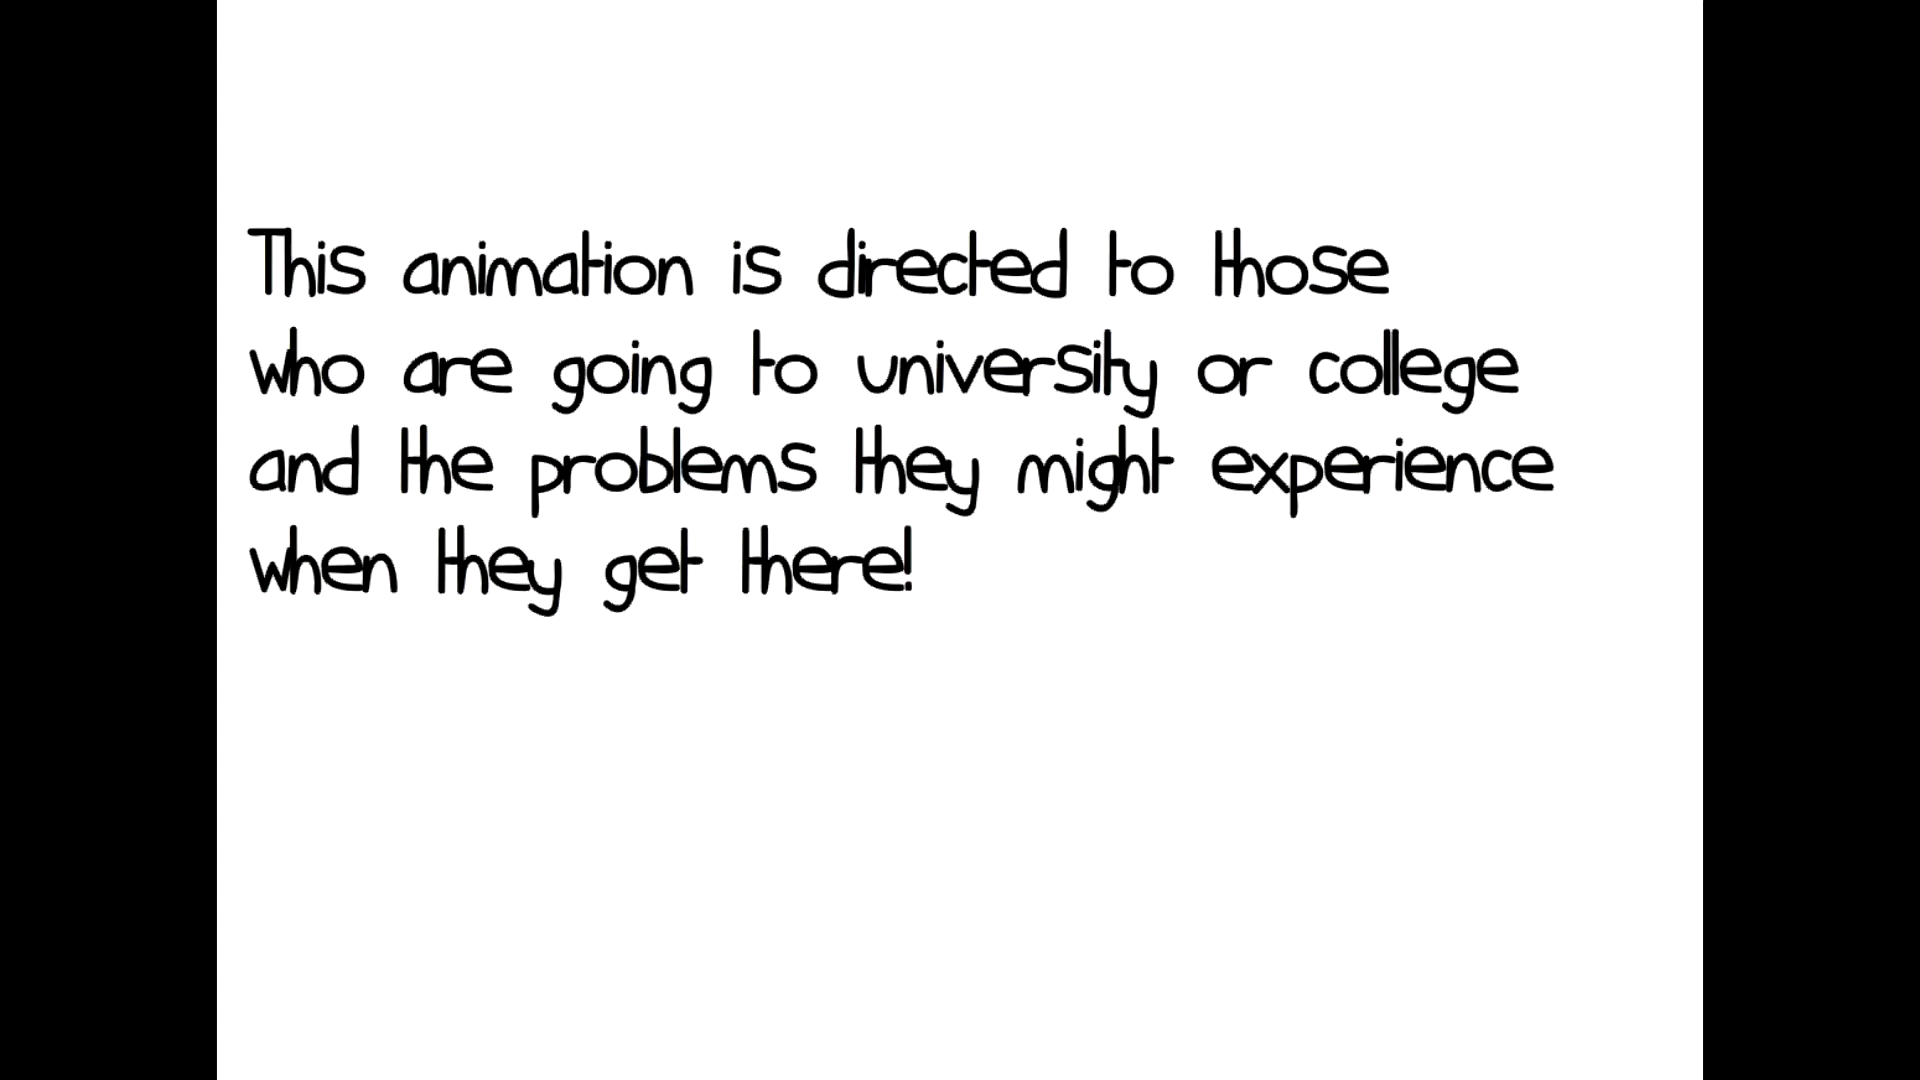 This animation is directed to those
who are going to university or college
and the problems they might experience
when they get there!